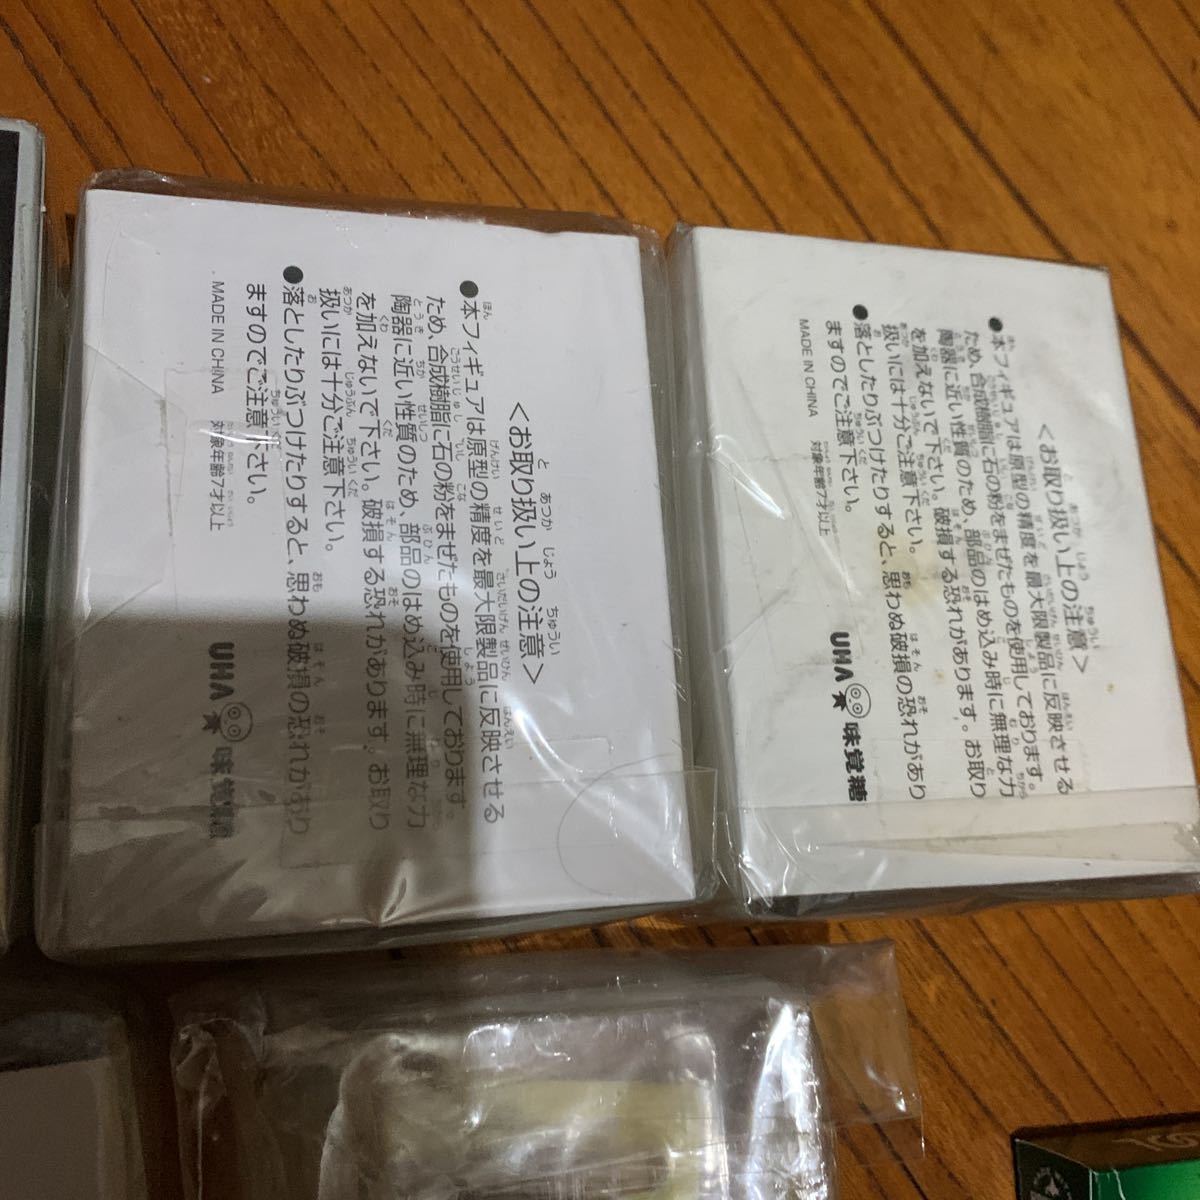 <お取り扱い上の注意>
●本フィギュアは原型の精度を最大限製品に反映させる
ため、合成樹脂に石の粉をまぜたものを使用しております。
陶器に近い性質のため、部品のはめ込み時に無理な力
を加えないで下さい。破損する恐れがあります。お取り
扱いには十分ご注意下さい。
●落としたりぶつけたりすると、思わぬ破損の恐れがあり
ますのでご注意下さい。
MADE IN CHINA 対象年齢7才以上
UHA味覚糖
<お取り扱い上の注意>
●本フィギュアは原型の精度を最大限製品に反映させる
ため、合成樹脂に石の粉をまぜたものを使用しております。
陶器に近い性質のため、部品のはめ込み時に無理な力
を加えないで下さい。破損する恐れがあります。お取り
扱いには十分ご注意下さい。
●落としたりぶつけたりすると、思わぬ破損の恐れがあり
ますのでご注意下さい。
MADE IN CHINA 対象年齢7才以上
UHA味覚糖